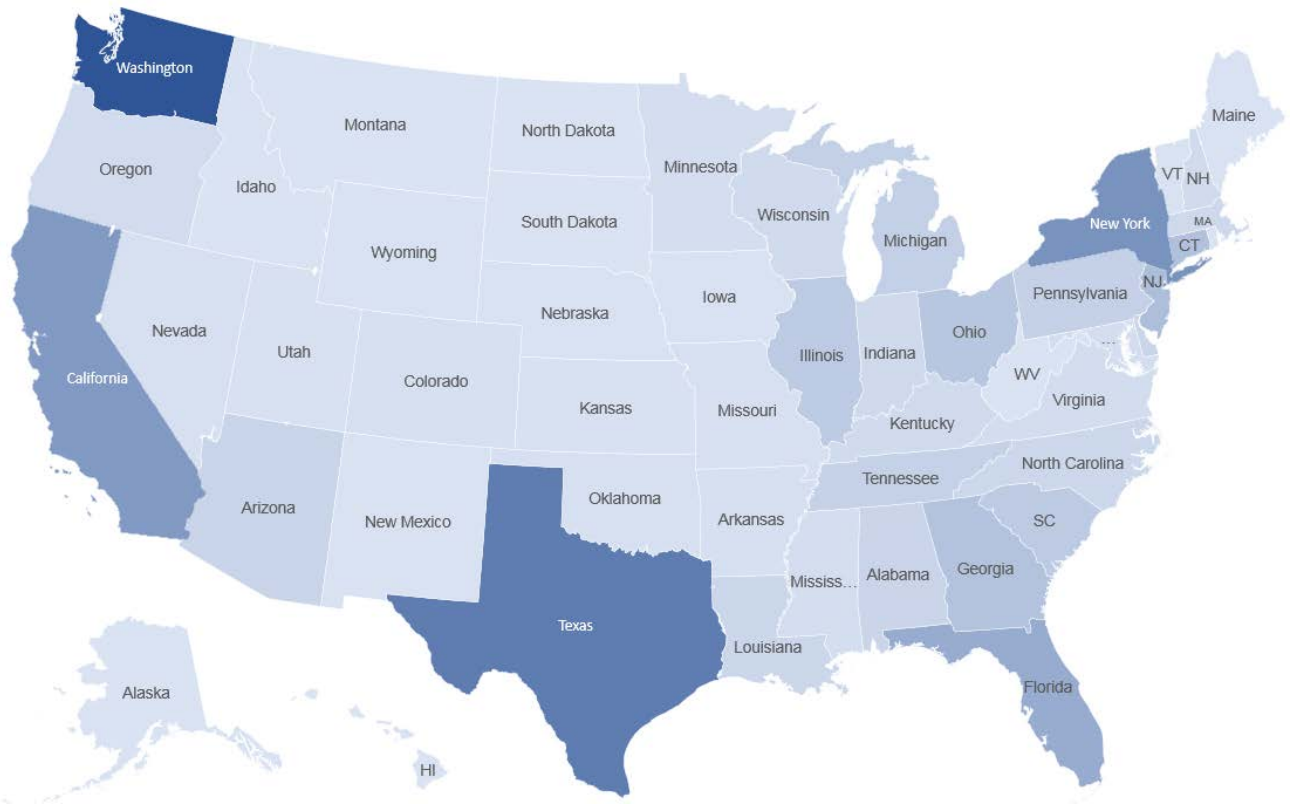 Washington
Montana
North Dakota
Minnesota
Maine
Oregon
Idaho
VT
NH
South Dakota
Wisconsin
Michigan
New York
MA
CT
Wyoming
Iowa
Pennsylvania
NJ
Nebraska
Nevada
Utah
Illinois
Indiana
Ohio
...
California
Colorado
WV
Kansas
Missouri
Virginia
Kentucky
North Carolina
Tennessee
Arizona
New Mexico
Oklahoma
Arkansas
SC
Mississ...
Alabama
Georgia
Texas
Louisiana
Alaska
Florida
HI